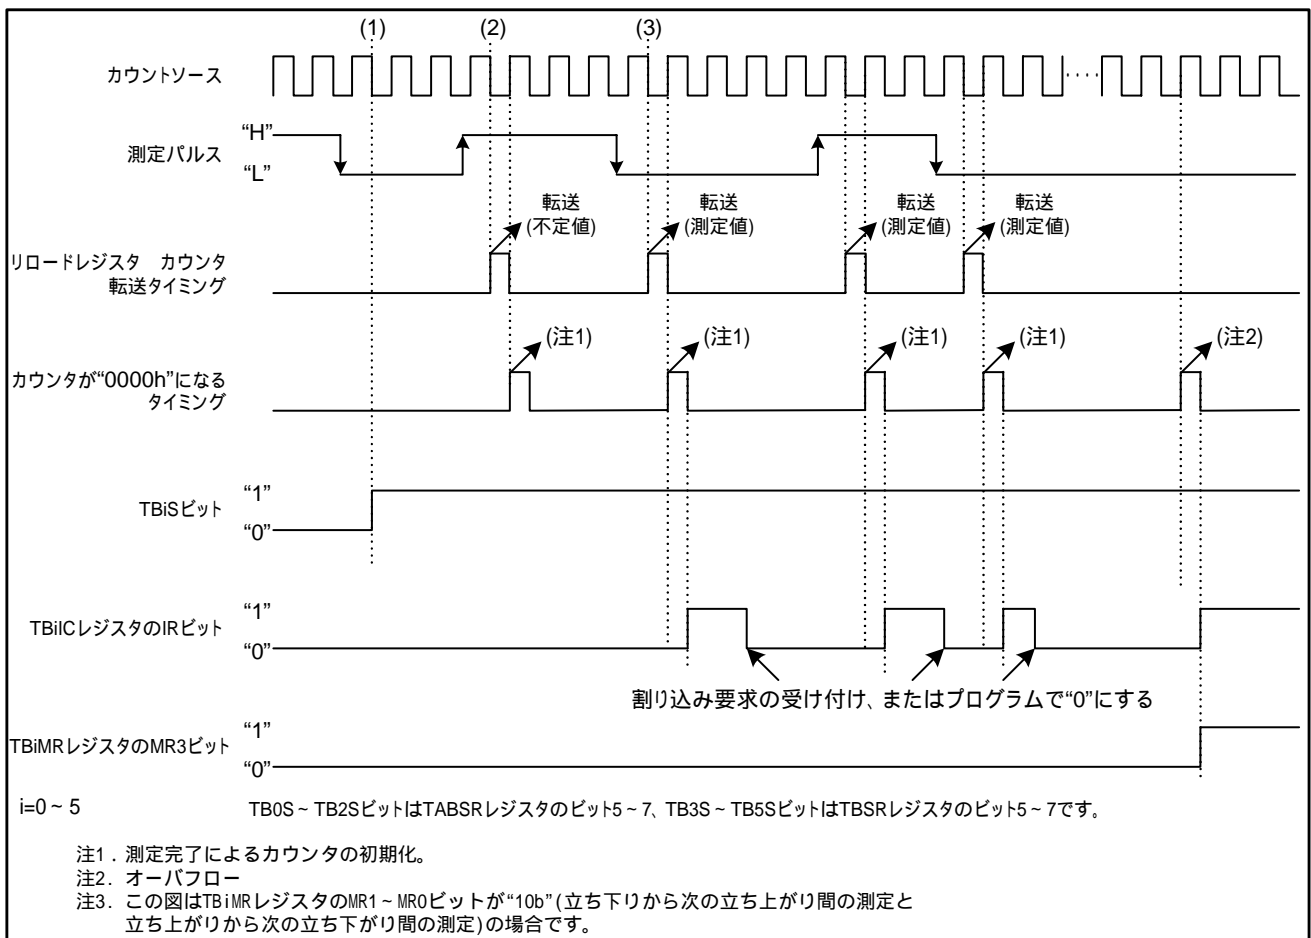 (1) (2) (3)
カウントソース
“H”
測定パルス
“L”
転送 転送 転送 転送
(不定値) (測定値) (測定値) (測定値)
リロードレジスタ カウンタ
転送タイミング
(注1) (注1) (注1) (注1) (注2)
カウンタが“0000h”になる
タイミング
“1”
TBiSビット
“0”
“1”
TBiICレジスタのIRビット
“0”
割り込み要求の受け付け、またはプログラムで“0”にする
“1”
TBiMRレジスタのMR3ビット
“0”
i=0~5 TB0S~TB2SビットはTABSRレジスタのビット5~7、TB3S~TB5SビットはTBSRレジスタのビット5~7です。
注1.測定完了によるカウンタの初期化。
注2.オーバフロー
注3.この図はTBiMRレジスタのMR1~MR0ビットが“10b”(立ち下りから次の立ち上がり間の測定と
立ち上がりから次の立ち下がり間の測定)の場合です。